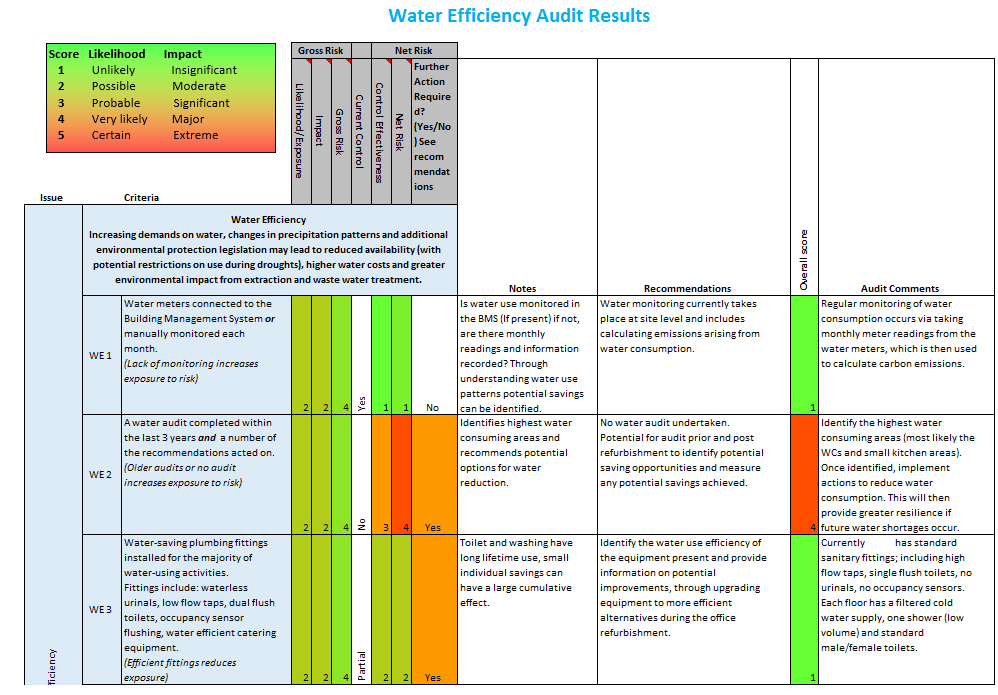 Water Efficiency Audit Results
Score Likelihood Impact
1 Unlikely Insignificant
2 Possible Moderate
3 Probable Significant
4 Very likely Major
5 Certain Extreme
Gross Risk
Net Risk
Likelihood/Exposure
Impact
Gross Risk
Current Control
Control Effectiveness
Net Risk
Further
Action
Require
d?
(Yes/No
) See
recom
mendat
ions
Issue
Criteria
Water Efficiency
Increasing demands on water, changes in precipitation patterns and additional
environmental protection legislation may lead to reduced availability (with
potential restrictions on use during droughts), higher water costs and greater
environmental impact from extraction and waste water treatment.
Notes
Recommendations
Overall score
Audit Comments
WE 1
Water meters connected to the
Building Management System or
manually monitored each
month.
(Lack of monitoring increases
exposure to risk)
2 2 4 Yes 1 1 No
Is water use monitored in
the BMS (If present) if not,
are there monthly
readings and information
recorded? Through
understanding water use
patterns potential savings
can be identified.
Water monitoring currently takes
place at site level and includes
calculating emissions arising from
water consumption.
1
Regular monitoring of water
consumption occurs via taking
monthly meter readings from the
water meters, which is then used
to calculate carbon emissions.
WE 2
A water audit completed within
the last 3 years and a number of
the recommendations acted on.
(Older audits or no audit
increases exposure to risk)
2 2 4 No 3 4 Yes
Identifies highest water
consuming areas and
recommends potential
options for water
reduction.
No water audit undertaken.
Potential for audit prior and post
refurbishment to identify potential
saving opportunities and measure
any potential savings achieved.
4
Identify the highest water
consuming areas (most likely the
WCs and small kitchen areas).
Once identified, implement
actions to reduce water
consumption. This will then
provide greater resilience if
future water shortages occur.
WE 3
Water-saving plumbing fittings
installed for the majority of
water-using activities.
Fittings include: waterless
urinals, low flow taps, dual flush
toilets, occupancy sensor
flushing, water efficient catering
equipment.
(Efficient fittings reduces
exposure)
2 2 4 Partial 2 2 Yes
Toilet and washing have
long lifetime use, small
individual savings can
have a large cumulative
effect.
Identify the water use efficiency of
the equipment present and provide
information on potential
improvements, through upgrading
equipment to more efficient
alternatives during the office
refurbishment.
1
Currently has standard
sanitary fittings; including high
flow taps, single flush toilets, no
urinals, no occupancy sensors.
Each floor has a filtered cold
water supply, one shower (low
volume) and standard
male/female toilets.